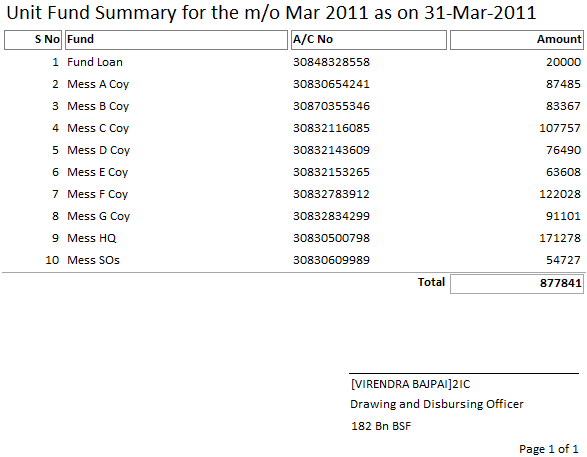 Unit Fund Summary for the m/o Mar 2011 as on 31-Mar-2011
S No Fund A/C No Amount
1 Fund Loan 30848328558 20000
2 Mess A Coy 30830654241 87485
3 Mess B Coy 30870355346 83367
4 Mess C Coy 30832116085 107757
5 Mess D Coy 30832143609 76490
6 Mess E Coy 30832153265 63608
7 Mess F Coy 30832783912 122028
8 Mess G Coy 30832834299 91101
9 Mess HQ 30830500798 171278
10 Mess SOs 30830609989 54727
Total 877841
[VIRENDRA BAJPAI]2IC
Drawing and Disbursing Officer
182 Bn BSF
Page 1 of 1